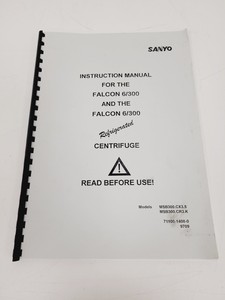 SANYO
INSTRUCTION MANUAL
FOR THE
FALCON 6/300
AND THE
FALCON 6/300
Refrigerated
CENTRIFUGE
READ BEFORE USE!
Models